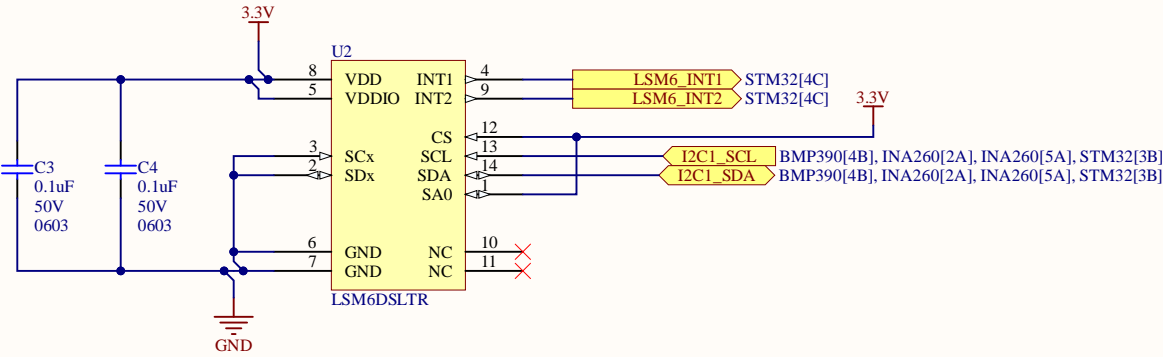 3.3V
U2
8 VDD INT1 4 LSM6_INT1 STM32[4C]
5 VDDIO INT2 9 LSM6_INT2 STM32[4C]
3.3V
CS 12
3 SCx SCL 13 I2C1_SCL BMP390[4B], INA260[2A], INA260[5A], STM32[3B]
2 SDx SDA 14 I2C1_SDA BMP390[4B], INA260[2A], INA260[5A], STM32[3B]
SA0 1
C3
0.1uF
50V
0603
C4
0.1uF
50V
0603
6 GND NC 10
7 GND NC 11
LSM6DSLTR
GND